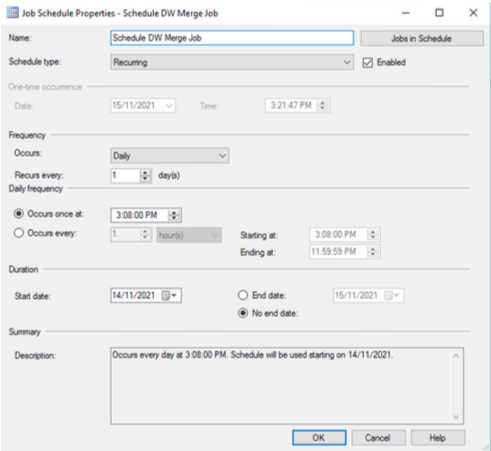 Job Schedule Properties - Schedule DW Merge Job
Name: Schedule DW Merge Job Jobs in Schedule
Schedule type: Recurring Enabled
One-time occurrence
Date: 15/11/2021 Time: 3:21:47 PM
Frequency
Occurs: Daily
Recurs every: 1 day(s)
Daily frequency
Occurs once at: 3:08:00 PM
Occurs every: 1 hour(s) Starting at: 3:08:00 PM
Ending at: 11:59:59 PM
Duration
Start date: 14/11/2021 End date: 15/11/2021
No end date:
Summary
Description: Occurs every day at 3:08:00 PM. Schedule will be used starting on 14/11/2021.
OK Cancel Help